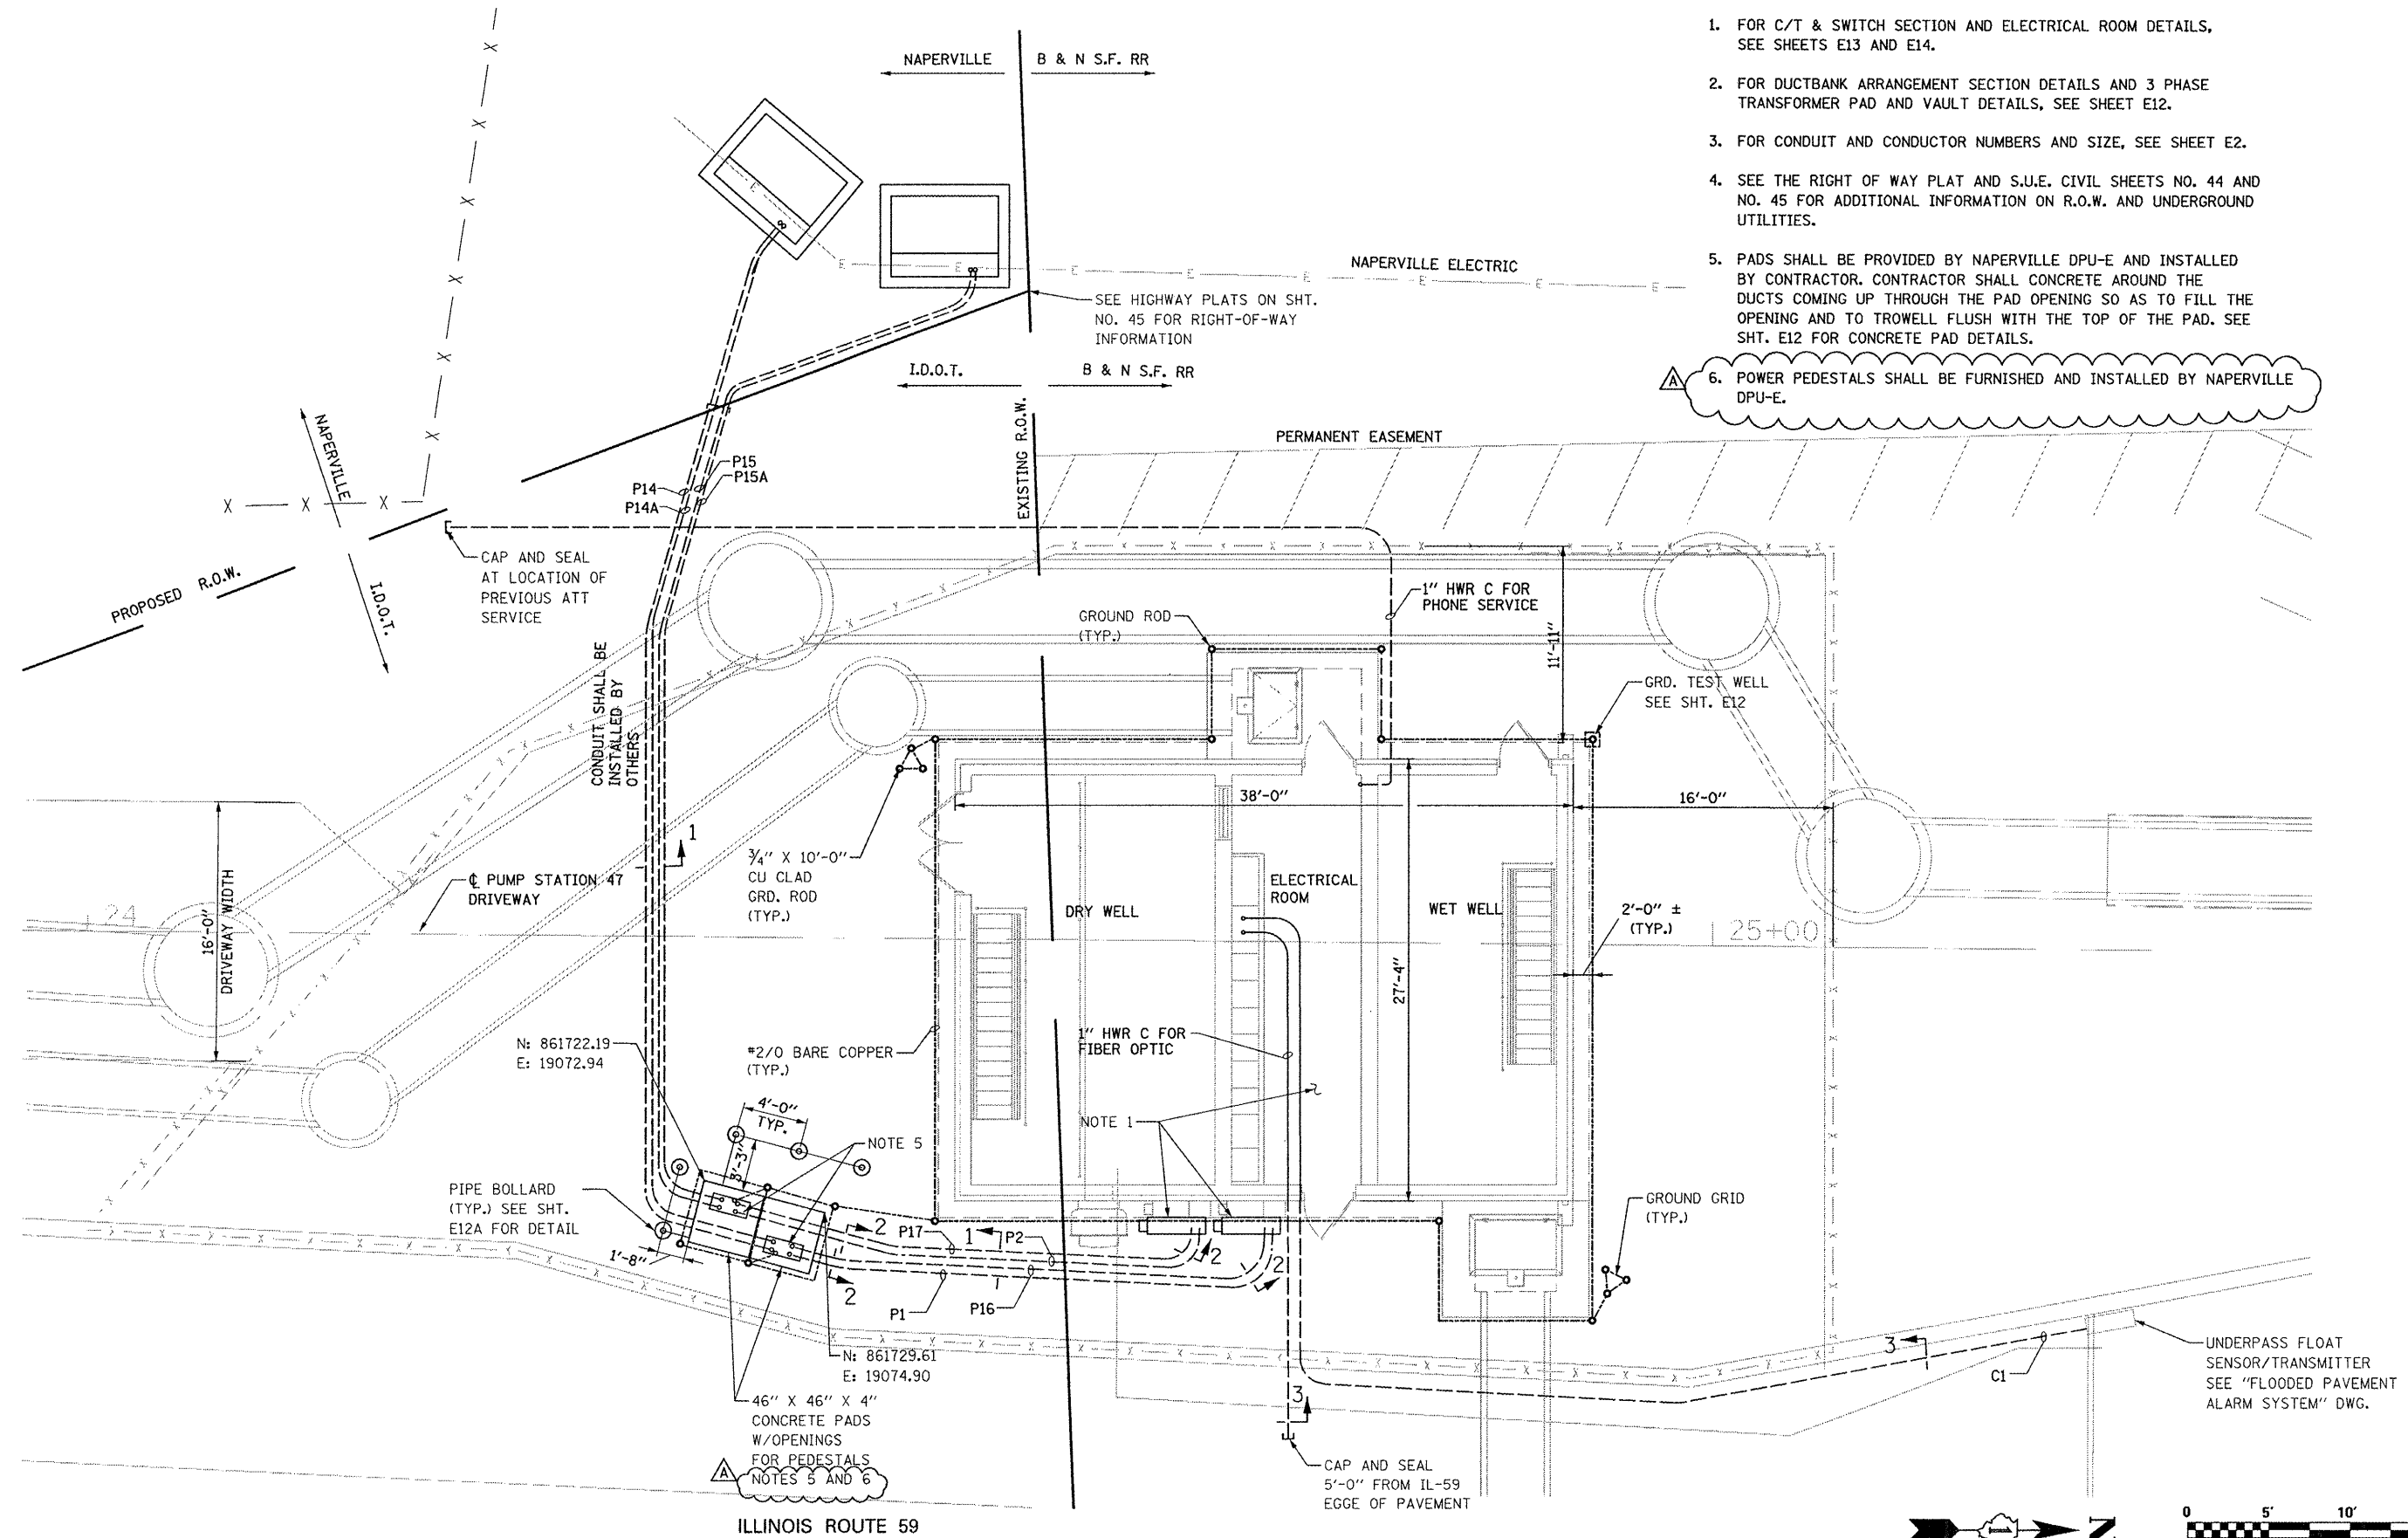 1. FOR C/T & SWITCH SECTION AND ELECTRICAL ROOM DETAILS,
SEE SHEETS E13 AND E14.
2. FOR DUCTBANK ARRANGEMENT SECTION DETAILS AND 3 PHASE
TRANSFORMER PAD AND VAULT DETAILS, SEE SHEET E12.
3. FOR CONDUIT AND CONDUCTOR NUMBERS AND SIZE, SEE SHEET E2.
4. SEE THE RIGHT OF WAY PLAT AND S.U.E. CIVIL SHEETS NO. 44 AND
NO. 45 FOR ADDITIONAL INFORMATION ON R.O.W. AND UNDERGROUND
UTILITIES.
5. PADS SHALL BE PROVIDED BY NAPERVILLE DPU-E AND INSTALLED
BY CONTRACTOR. CONTRACTOR SHALL CONCRETE AROUND THE
DUCTS COMING UP THROUGH THE PAD OPENING SO AS TO FILL THE
OPENING AND TO TROWELL FLUSH WITH THE TOP OF THE PAD. SEE
SHT. E12 FOR CONCRETE PAD DETAILS.
A
6. POWER PEDESTALS SHALL BE FURNISHED AND INSTALLED BY NAPERVILLE
DPU-E.
NAPERVILLE
B & N S.F. RR
NAPERVILLE ELECTRIC
SEE HIGHWAY PLATS ON SHT.
NO. 45 FOR RIGHT-OF-WAY
INFORMATION
I.D.O.T.
B & N S.F. RR
EXISTING R.O.W.
PERMANENT EASEMENT
NAPERVILLE
I.D.O.T.
PROPOSED R.O.W.
P14
P14A
P15
P15A
CAP AND SEAL
AT LOCATION OF
PREVIOUS ATT
SERVICE
CONDUIT SHALL BE
INSTALLED BY
OTHERS
GROUND ROD
(TYP.)
1" HWR C FOR
PHONE SERVICE
11'-11"
GRD. TEST WELL
SEE SHT. E12
38'-0"
16'-0"
3/4" X 10'-0"
CU CLAD
GRD. ROD
(TYP.)
1
℄ PUMP STATION 47
DRIVEWAY
24
16'-0"
DRIVEWAY WIDTH
DRY WELL
ELECTRICAL
ROOM
WET WELL
2'-0" ±
(TYP.)
25+00
27'-4"
N: 861722.19
E: 19072.94
#2/0 BARE COPPER
(TYP.)
1" HWR C FOR
FIBER OPTIC
NOTE 1
4'-0"
TYP.
3'-3"
NOTE 5
PIPE BOLLARD
(TYP.) SEE SHT.
E12A FOR DETAIL
1'-8"
2
P17
1
P2
2
2
2
P1
P16
GROUND GRID
(TYP.)
N: 861729.61
E: 19074.90
46" X 46" X 4"
CONCRETE PADS
W/OPENINGS
FOR PEDESTALS
A
NOTES 5 AND 6
3
3
C1
UNDERPASS FLOAT
SENSOR/TRANSMITTER
SEE "FLOODED PAVEMENT
ALARM SYSTEM" DWG.
CAP AND SEAL
5'-0" FROM IL-59
EGGE OF PAVEMENT
ILLINOIS ROUTE 59
N
0 5' 10'